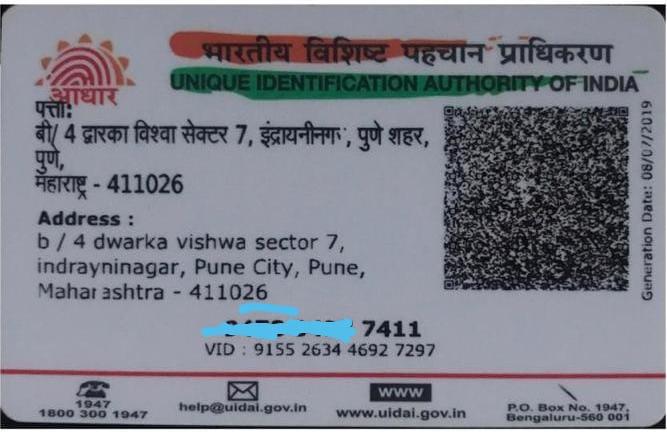 भारतीय विशिष्ट पहचान प्राधिकरण
UNIQUE IDENTIFICATION AUTHORITY OF INDIA
आधार
पत्ता:
बी/ 4 द्वारका विश्वा सेक्टर 7, इंद्रायनीनगर, पुणे शहर,
पुणे,
महाराष्ट्र - 411026
Address :
b / 4 dwarka vishwa sector 7,
indrayninagar, Pune City, Pune,
Maharashtra - 411026
Generation Date: 08/07/2019
7411
VID : 9155 2634 4692 7297
1947
1800 300 1947
help@uidai.gov.in
WWW
www.uidai.gov.in
P.O. Box No. 1947,
Bengaluru-560 001